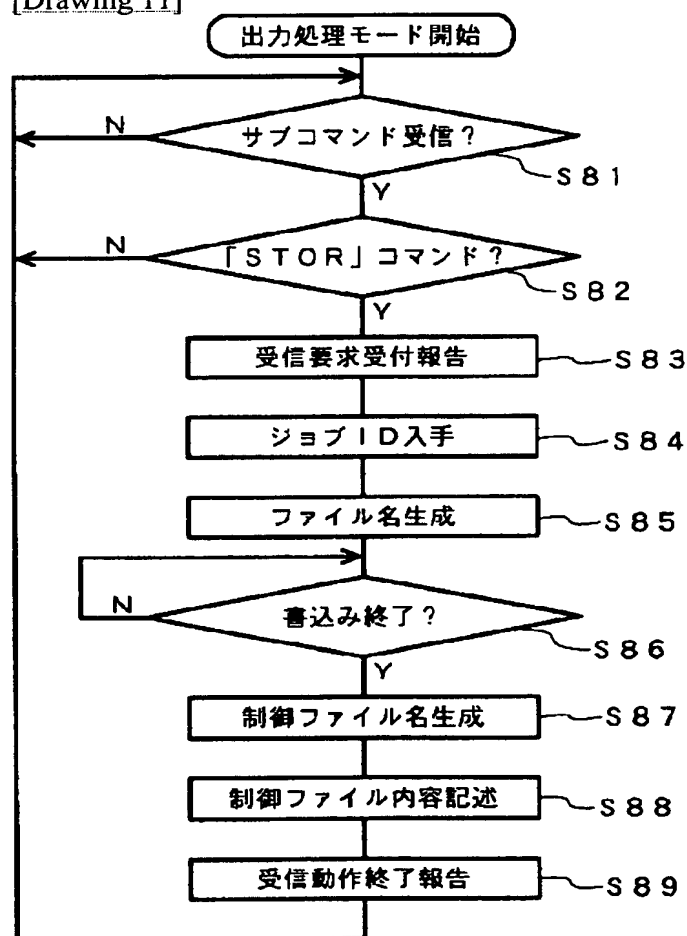 [Drawing 11]
出力処理モード開始
サブコマンド受信？
N
S81
Y
「STOR」コマンド？
N
S82
Y
受信要求受付報告
S83
ジョブID入手
S84
ファイル名生成
S85
書込み終了？
N
S86
Y
制御ファイル名生成
S87
制御ファイル内容記述
S88
受信動作終了報告
S89